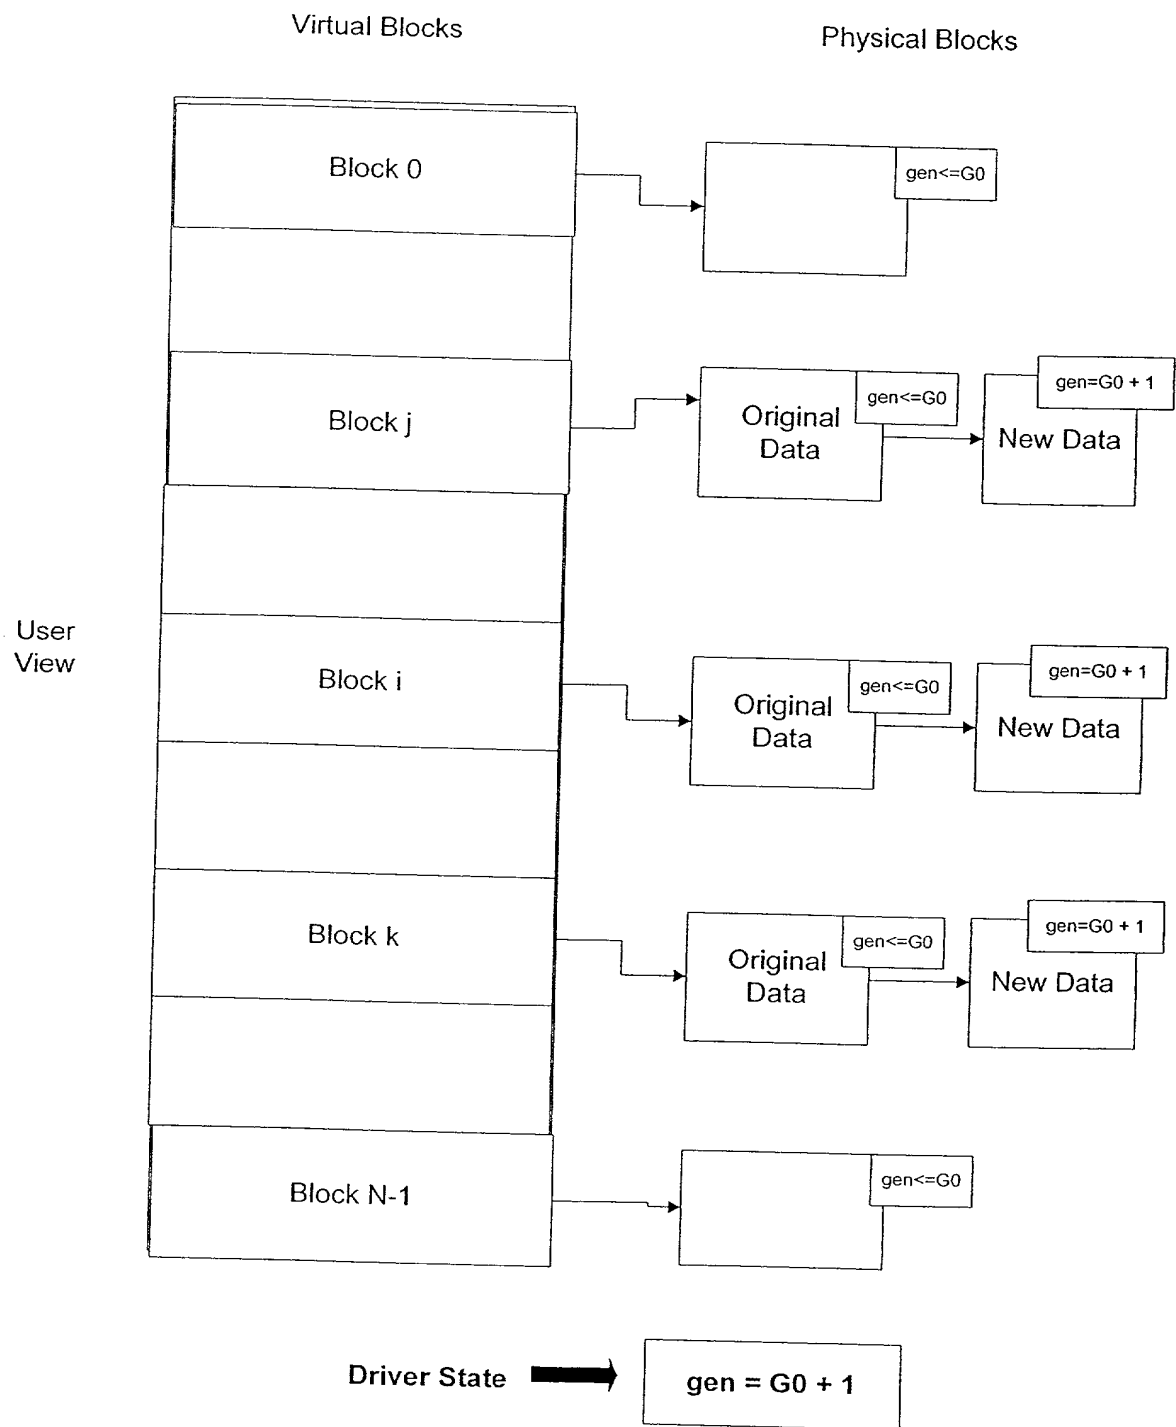 Virtual Blocks
Physical Blocks
Block 0
gen<=G0
Block j
Original
Data
gen<=G0
gen=G0 + 1
New Data
User
View
Block i
Original
Data
gen<=G0
gen=G0 + 1
New Data
Block k
Original
Data
gen<=G0
gen=G0 + 1
New Data
Block N-1
gen<=G0
Driver State
gen = G0 + 1